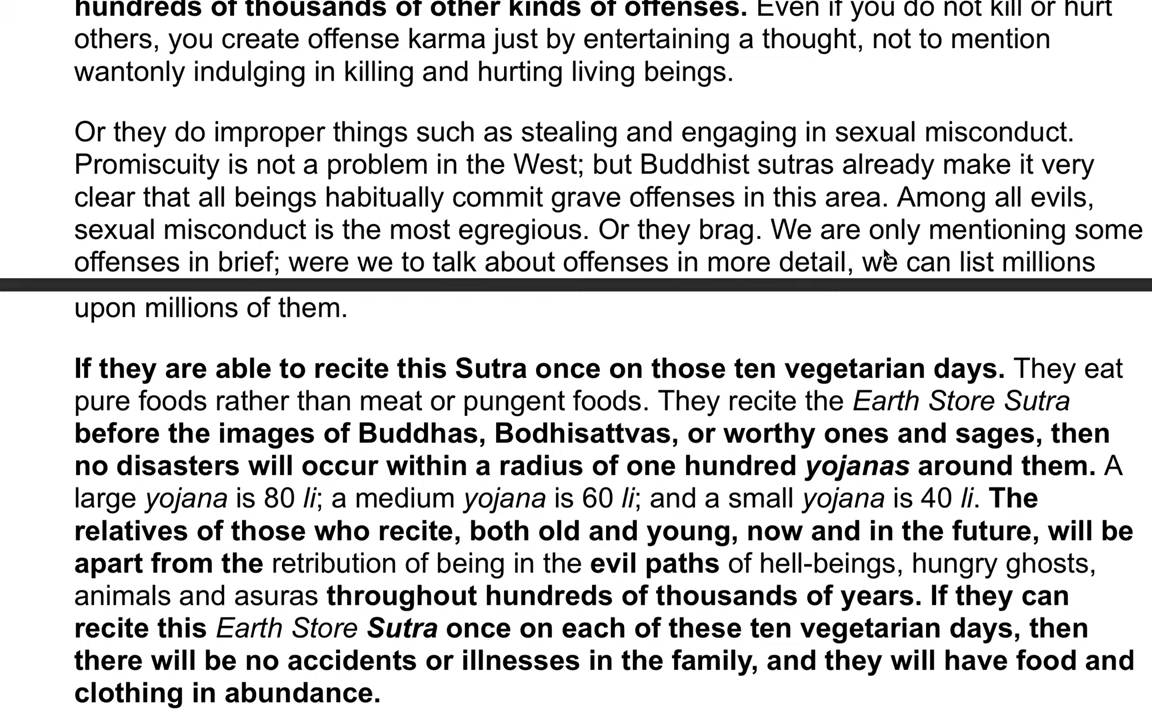 hundreds of thousands of other kinds of offenses. Even if you do not kill or hurt
others, you create offense karma just by entertaining a thought, not to mention
wantonly indulging in killing and hurting living beings.
Or they do improper things such as stealing and engaging in sexual misconduct.
Promiscuity is not a problem in the West; but Buddhist sutras already make it very
clear that all beings habitually commit grave offenses in this area. Among all evils,
sexual misconduct is the most egregious. Or they brag. We are only mentioning some
offenses in brief; were we to talk about offenses in more detail, we can list millions
upon millions of them.
If they are able to recite this Sutra once on those ten vegetarian days. They eat
pure foods rather than meat or pungent foods. They recite the Earth Store Sutra
before the images of Buddhas, Bodhisattvas, or worthy ones and sages, then
no disasters will occur within a radius of one hundred yojanas around them. A
large yojana is 80 li; a medium yojana is 60 li; and a small yojana is 40 li. The
relatives of those who recite, both old and young, now and in the future, will be
apart from the retribution of being in the evil paths of hell-beings, hungry ghosts,
animals and asuras throughout hundreds of thousands of years. If they can
recite this Earth Store Sutra once on each of these ten vegetarian days, then
there will be no accidents or illnesses in the family, and they will have food and
clothing in abundance.